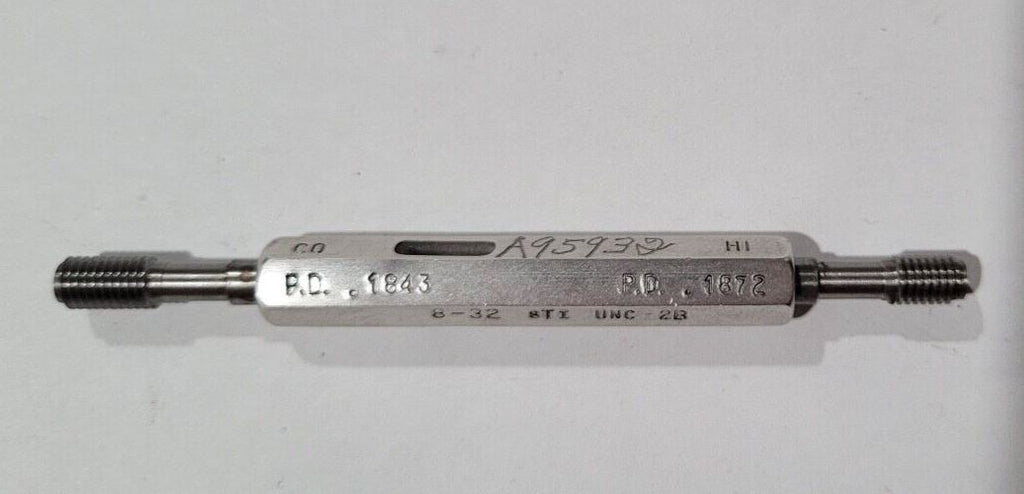 GO A95932 HI
P.D. .1843 P.D. .1872
8-32 STI UNC-2B